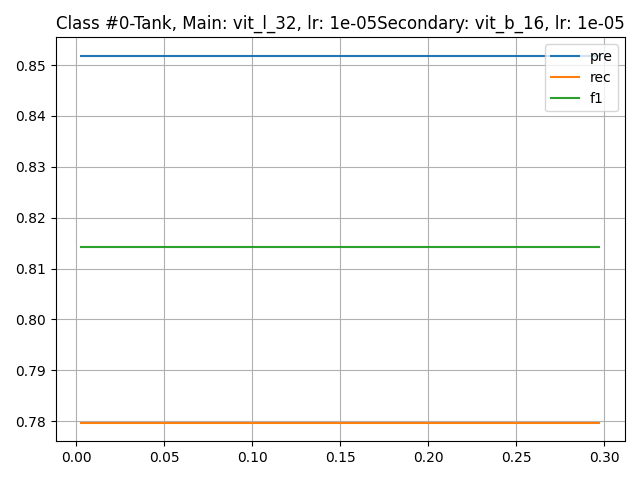 Class #0-Tank, Main: vit_l_32, lr: 1e-05Secondary: vit_b_16, lr: 1e-05
pre
rec
f1
0.85
0.84
0.83
0.82
0.81
0.80
0.79
0.78
0.00 0.05 0.10 0.15 0.20 0.25 0.30